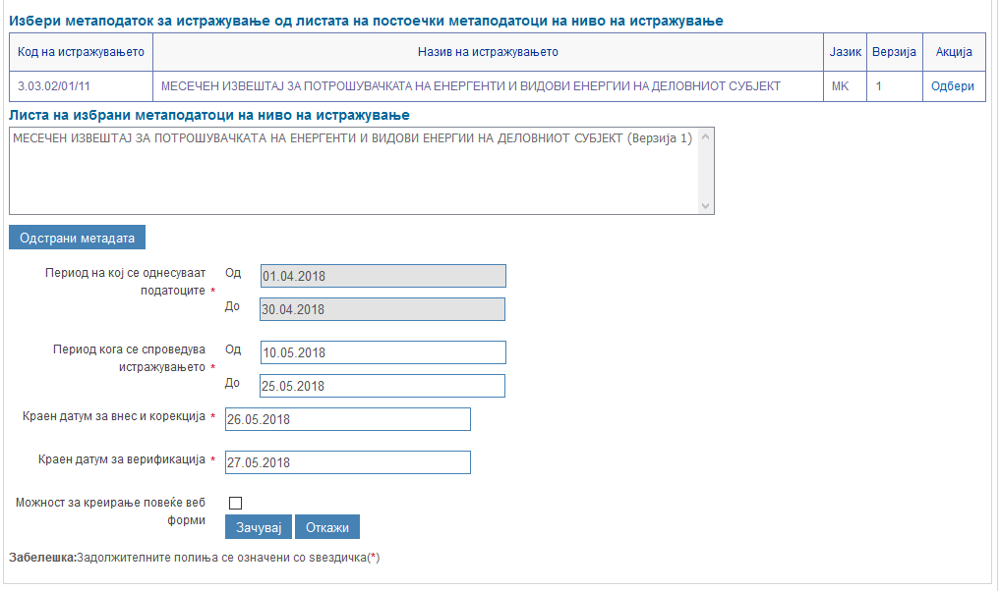 Избери метаподаток за истражување од листата на постоечки метаподатоци на ниво на истражување
Код на истражувањето Назив на истражувањето Јазик Верзија Акција
3.03.02/01/11 МЕСЕЧЕН ИЗВЕШТАЈ ЗА ПОТРОШУВАЧКАТА НА ЕНЕРГЕНТИ И ВИДОВИ ЕНЕРГИИ НА ДЕЛОВНИОТ СУБЈЕКТ МК 1 Одбери
Листа на избрани метаподатоци на ниво на истражување
МЕСЕЧЕН ИЗВЕШТАЈ ЗА ПОТРОШУВАЧКАТА НА ЕНЕРГЕНТИ И ВИДОВИ ЕНЕРГИИ НА ДЕЛОВНИОТ СУБЈЕКТ (Верзија 1)
Одстрани метадата
Период на кој се однесуваат Од 01.04.2018
податоците *
До 30.04.2018
Период кога се спроведува Од 10.05.2018
истражувањето *
До 25.05.2018
Краен датум за внес и корекција * 26.05.2018
Краен датум за верификација * 27.05.2018
Можност за креирање повеќе веб
форми
Зачувај Откажи
Забелешка:Задолжителните полиња се означени со ѕвездичка(*)